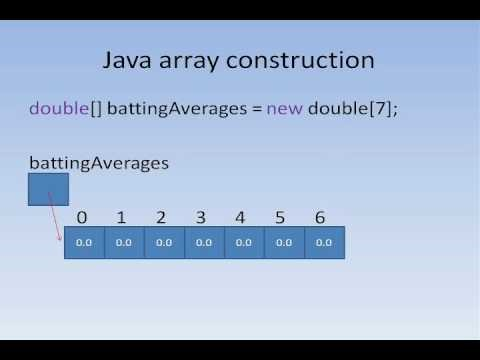 Java array construction
double[] battingAverages = new double[7];
battingAverages
0 1 2 3 4 5 6
0.0 0.0 0.0 0.0 0.0 0.0 0.0